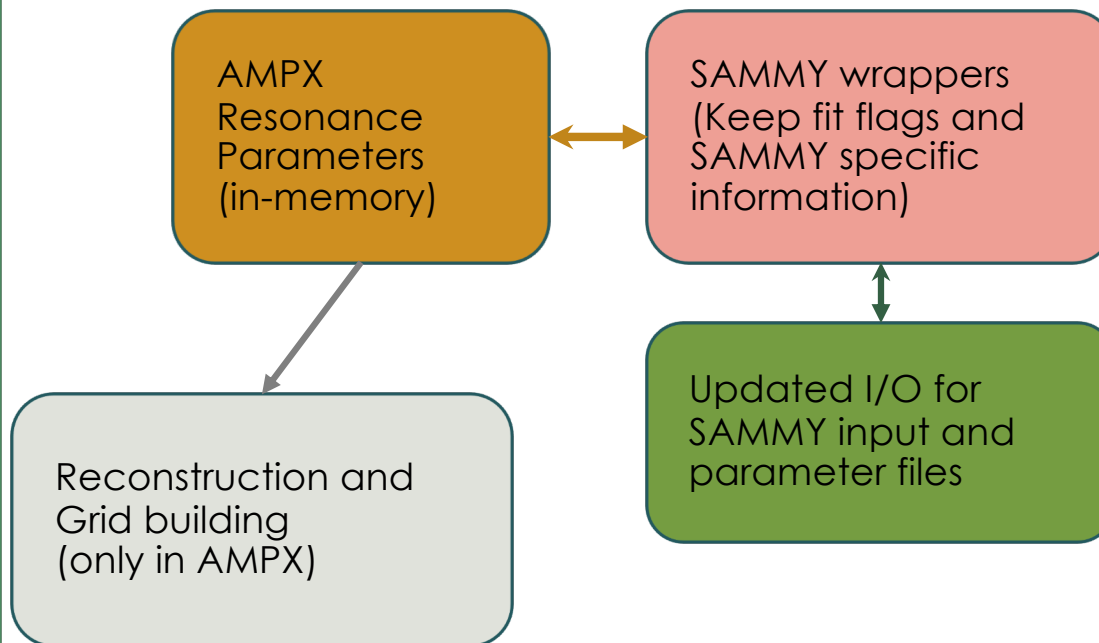 AMPX
Resonance
Parameters
(in-memory)
SAMMY wrappers
(Keep fit flags and
SAMMY specific
information)
Updated I/O for
SAMMY input and
parameter files
Reconstruction and
Grid building
(only in AMPX)